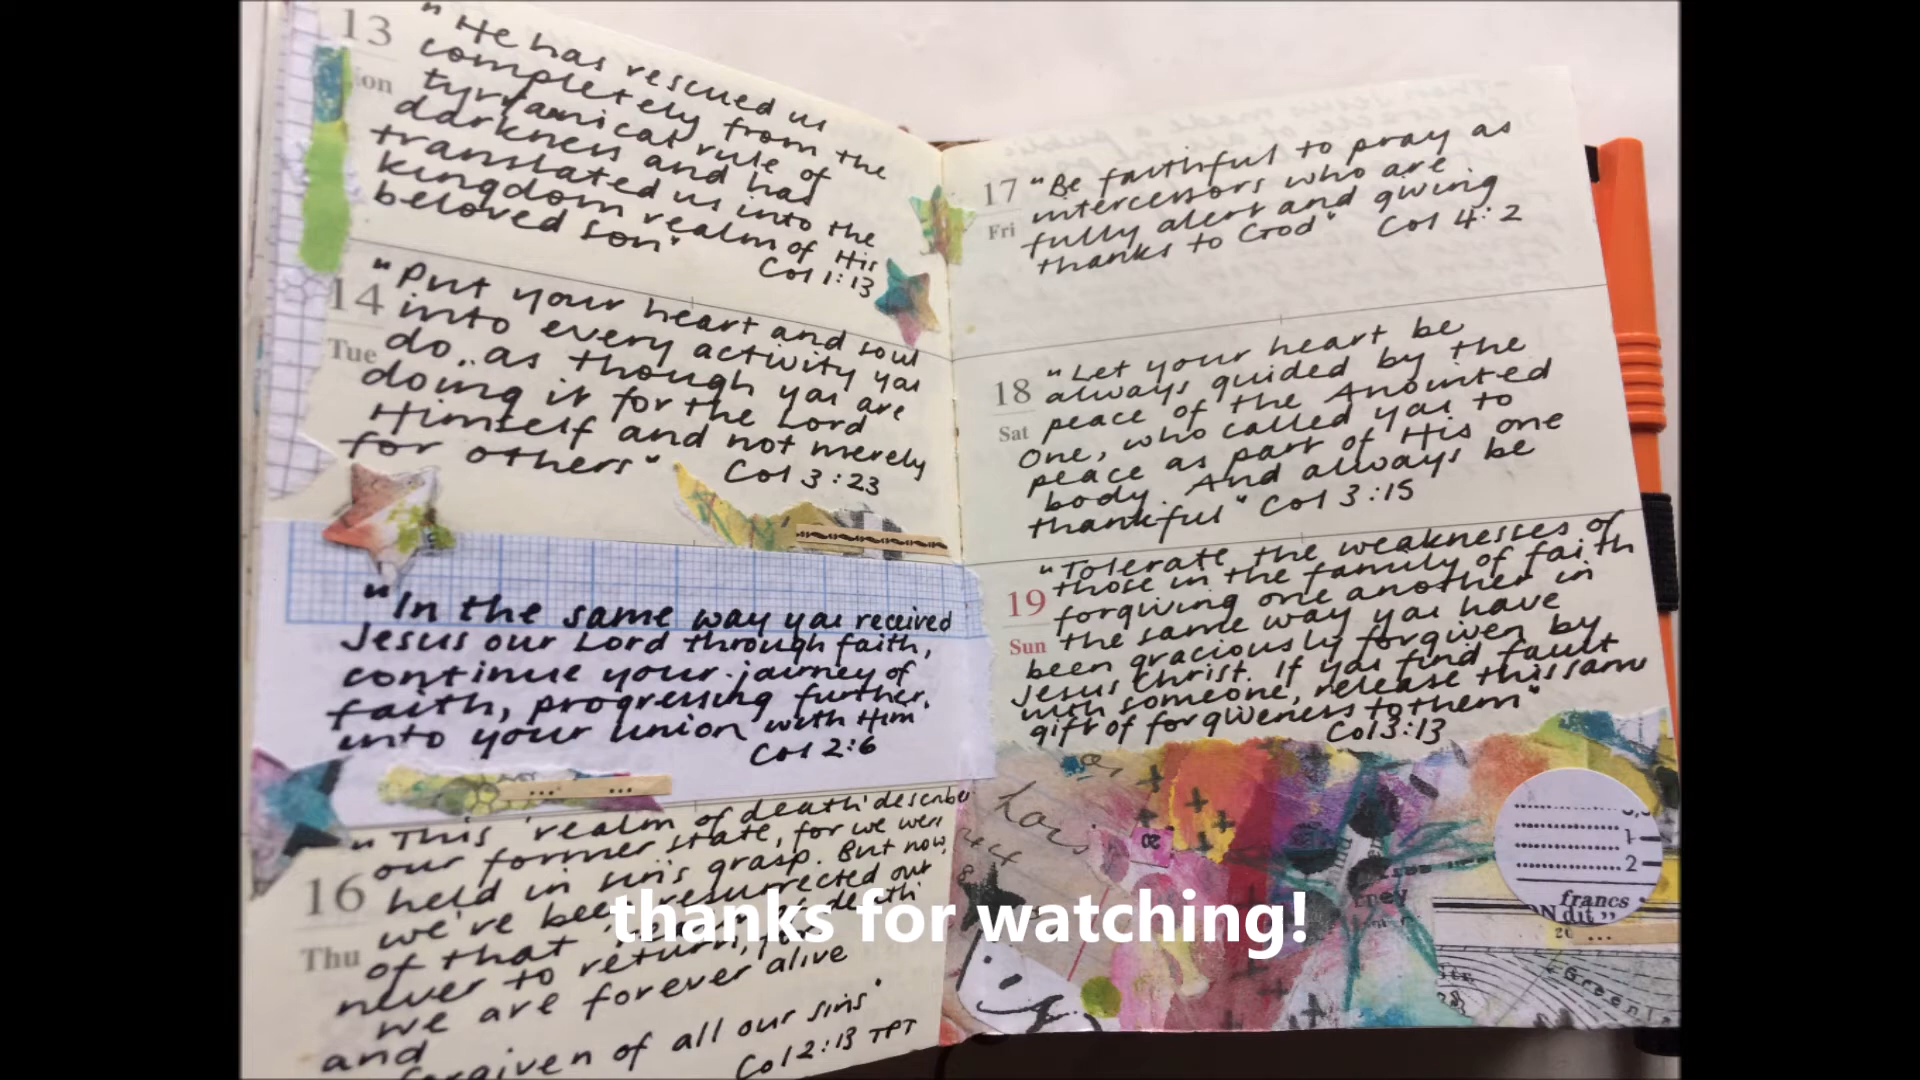 13
"He has rescued us
completely from the
tyrranical rule of
darkness and has
translated us into the
kingdom realm of His
beloved son"
Col 1:13
14
Tue
"Put your heart and soul
into every activity you
do.. as though you are
doing it for the Lord
Himself and not merely
for others"
Col 3:23
"In the same way you received
Jesus our Lord through faith,
continue your journey of
faith, progressing further
into your union with Him"
Col 2:6
16
Thu
"This 'realm of death' describes
our former state, for we were
held in sin's grasp. But now,
we've been resurrected out
of that realm of death
never to return, for
we are forever alive
and
forgiven of all our sins"
Col 2:13 TPT
17
Fri
"Be faithful to pray as
intercessors who are
fully alert and giving
thanks to God"
Col 4:2
18
Sat
"Let your heart be
always guided by the
peace of the Anointed
One, who called you to
peace as part of His one
body. And always be
thankful" Col 3:15
19
Sun
"Tolerate the weaknesses of
those in the family of faith
forgiving one another in
the same way you have
been graciously forgiven by
Jesus Christ. If you find fault
with someone, release this same
gift of forgiveness to them"
Col 3:13
20
1
2
francs
N dit"
thanks for watching!